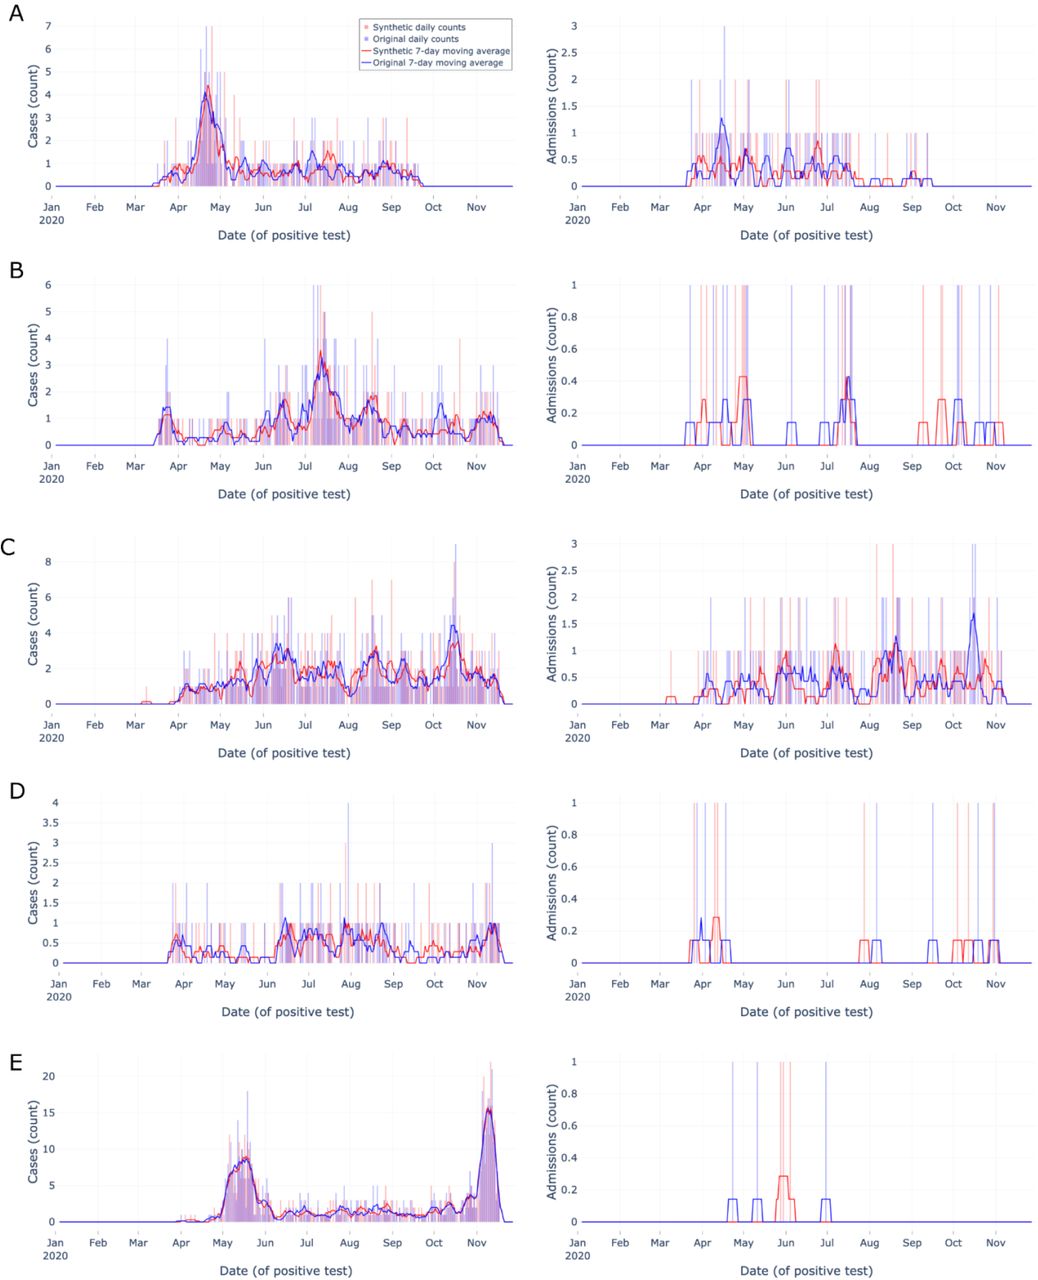 A
7
6
5
4
3
2
1
0
Cases (count)
Synthetic daily counts
Original daily counts
Synthetic 7-day moving average
Original 7-day moving average
Jan Feb Mar Apr May Jun Jul Aug Sep Oct Nov
2020
Date (of positive test)
3
2.5
2
1.5
1
0.5
0
Admissions (count)
Jan Feb Mar Apr May Jun Jul Aug Sep Oct Nov
2020
Date (of positive test)
B
6
5
4
3
2
1
0
Cases (count)
Jan Feb Mar Apr May Jun Jul Aug Sep Oct Nov
2020
Date (of positive test)
1
0.8
0.6
0.4
0.2
0
Admissions (count)
Jan Feb Mar Apr May Jun Jul Aug Sep Oct Nov
2020
Date (of positive test)
C
8
6
4
2
0
Cases (count)
Jan Feb Mar Apr May Jun Jul Aug Sep Oct Nov
2020
Date (of positive test)
3
2.5
2
1.5
1
0.5
0
Admissions (count)
Jan Feb Mar Apr May Jun Jul Aug Sep Oct Nov
2020
Date (of positive test)
D
4
3.5
3
2.5
2
1.5
1
0.5
0
Cases (count)
Jan Feb Mar Apr May Jun Jul Aug Sep Oct Nov
2020
Date (of positive test)
1
0.8
0.6
0.4
0.2
0
Admissions (count)
Jan Feb Mar Apr May Jun Jul Aug Sep Oct Nov
2020
Date (of positive test)
E
20
15
10
5
0
Cases (count)
Jan Feb Mar Apr May Jun Jul Aug Sep Oct Nov
2020
Date (of positive test)
1
0.8
0.6
0.4
0.2
0
Admissions (count)
Jan Feb Mar Apr May Jun Jul Aug Sep Oct Nov
2020
Date (of positive test)